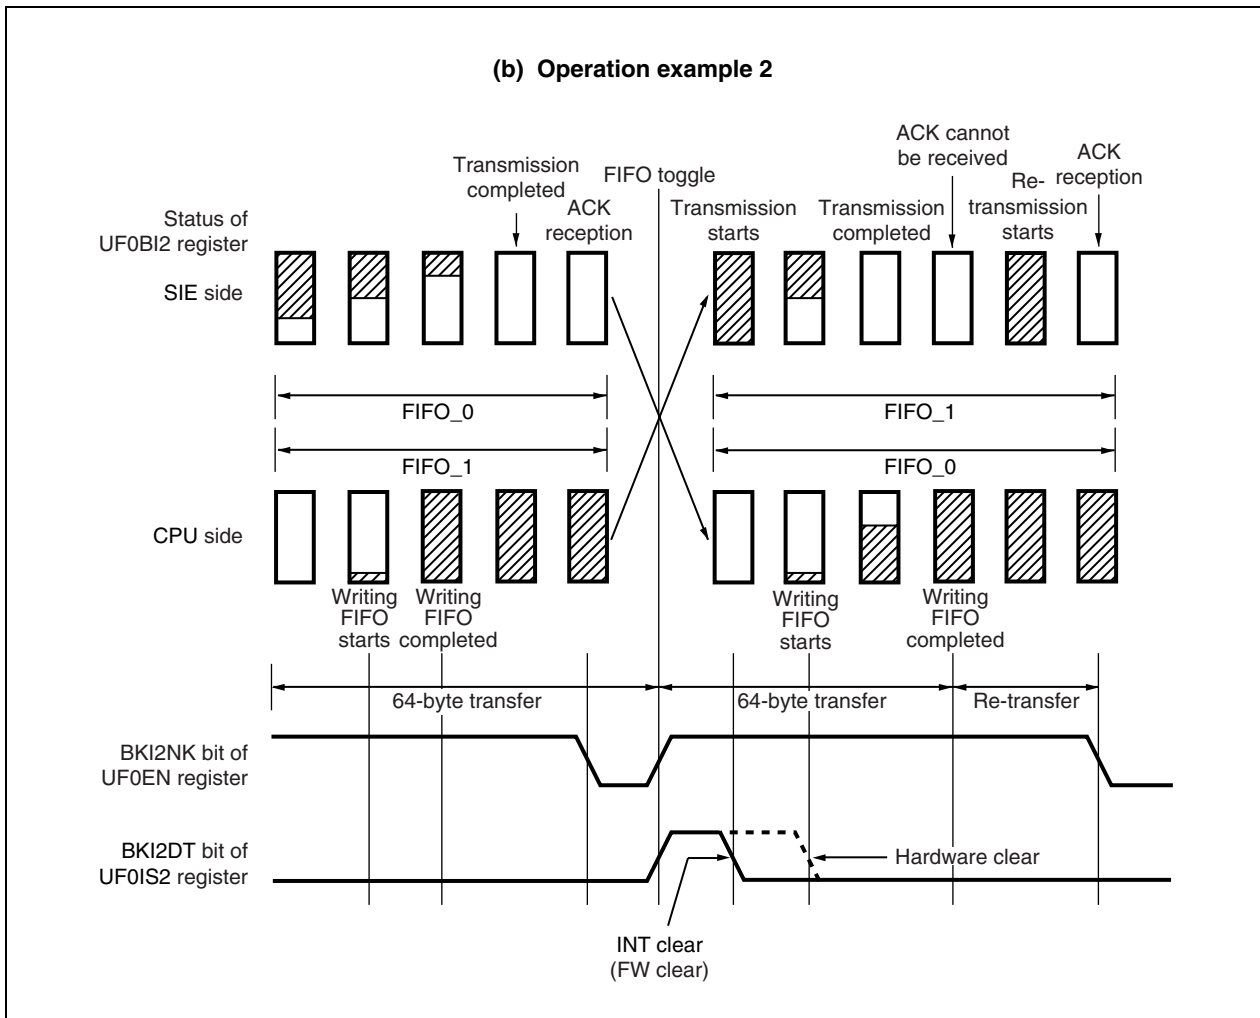 (b) Operation example 2
ACK cannot
be received
ACK
reception
Transmission
completed
FIFO toggle
Re-
transmission
starts
Status of
UF0BI2 register
ACK
reception
Transmission
starts
Transmission
completed
SIE side
FIFO_0
FIFO_1
FIFO_1
FIFO_0
CPU side
Writing
FIFO
starts
Writing
FIFO
completed
Writing
FIFO
starts
Writing
FIFO
completed
64-byte transfer
64-byte transfer
Re-transfer
BKI2NK bit of
UF0EN register
BKI2DT bit of
UF0IS2 register
Hardware clear
INT clear
(FW clear)